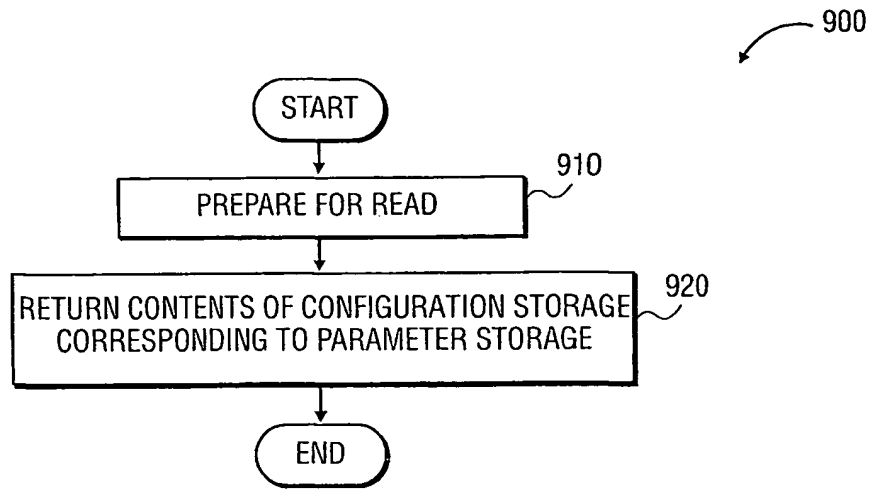 900
START
910
PREPARE FOR READ
920
RETURN CONTENTS OF CONFIGURATION STORAGE
CORRESPONDING TO PARAMETER STORAGE
END